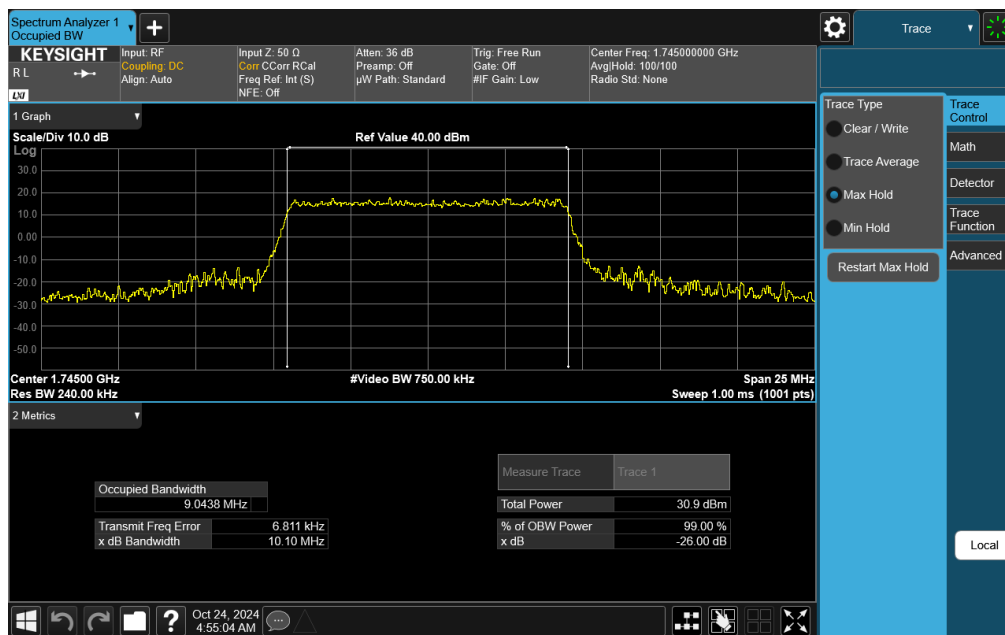 Spectrum Analyzer 1
Occupied BW
Trace
KEYSIGHT
R L
LXI
Input: RF
Coupling: DC
Align: Auto
Input Z: 50 Ω
Corr CCorr RCal
Freq Ref: Int (S)
NFE: Off
Atten: 36 dB
Preamp: Off
µW Path: Standard
Trig: Free Run
Gate: Off
#IF Gain: Low
Center Freq: 1.745000000 GHz
Avg|Hold: 100/100
Radio Std: None
1 Graph
Scale/Div 10.0 dB
Ref Value 40.00 dBm
Log
30.0
20.0
10.0
0.00
-10.0
-20.0
-30.0
-40.0
-50.0
Center 1.74500 GHz
#Video BW 750.00 kHz
Span 25 MHz
Res BW 240.00 kHz
Sweep 1.00 ms (1001 pts)
2 Metrics
Measure Trace
Trace 1
Occupied Bandwidth
9.0438 MHz
Total Power
30.9 dBm
Transmit Freq Error
6.811 kHz
% of OBW Power
99.00 %
x dB Bandwidth
10.10 MHz
x dB
-26.00 dB
Trace Type
Clear / Write
Trace Average
Max Hold
Min Hold
Restart Max Hold
Trace
Control
Math
Detector
Trace
Function
Advanced
Local
?
Oct 24, 2024
4:55:04 AM